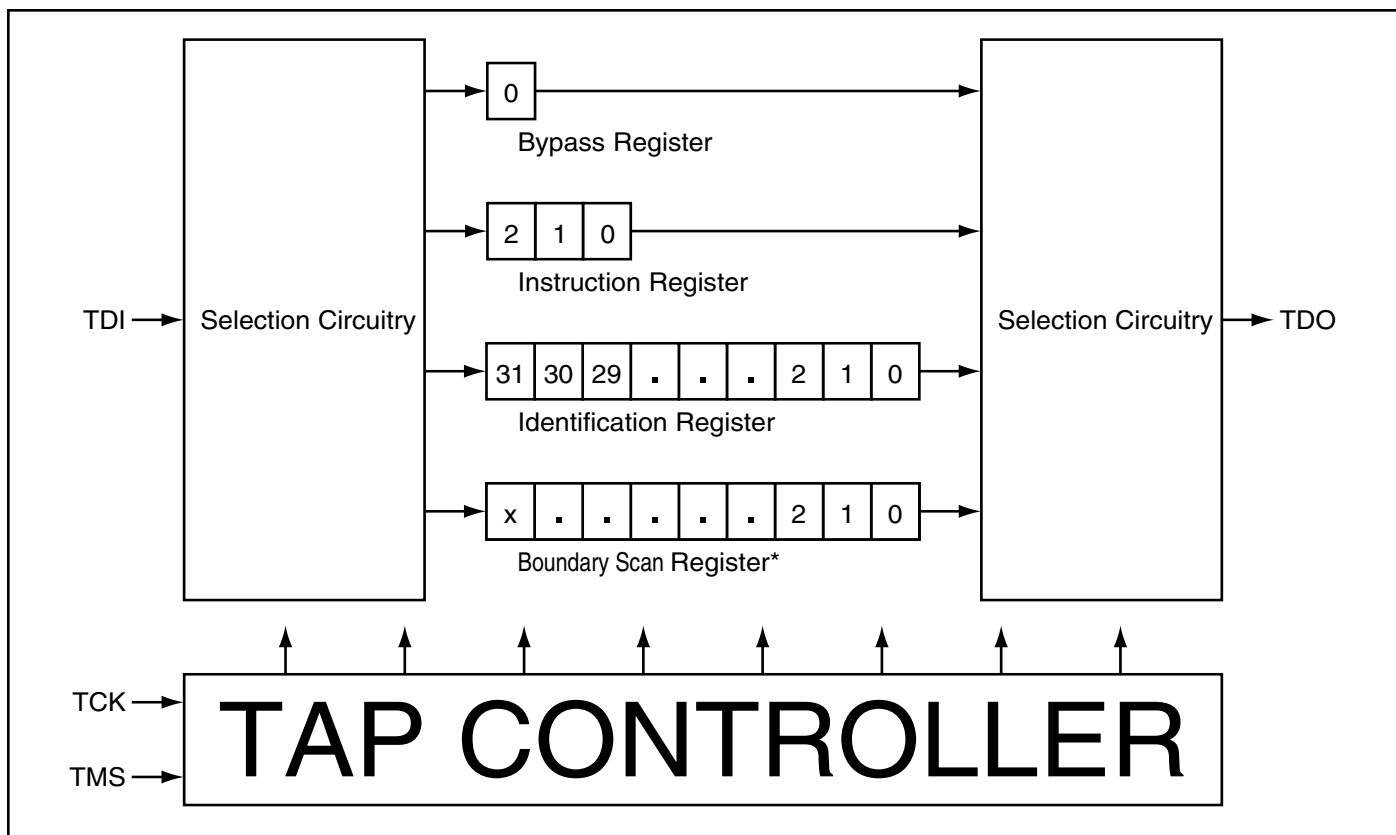 0
Bypass Register
2 1 0
Instruction Register
TDI Selection Circuitry Selection Circuitry TDO
31 30 29 . . . 2 1 0
Identification Register
x . . . . . 2 1 0
Boundary Scan Register*
TCK
TAP CONTROLLER
TMS